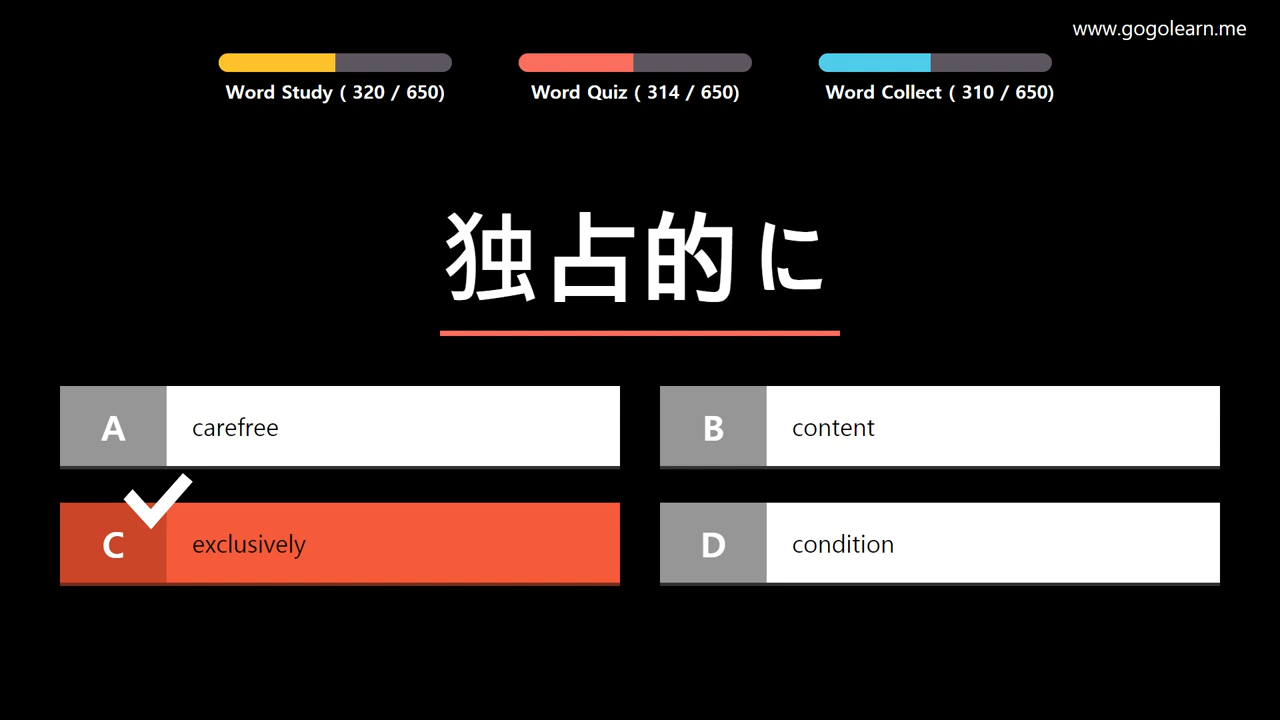 www.gogolearn.me
Word Study ( 320 / 650)
Word Quiz ( 314 / 650)
Word Collect ( 310 / 650)
独占的に
A carefree
B content
C exclusively
D condition